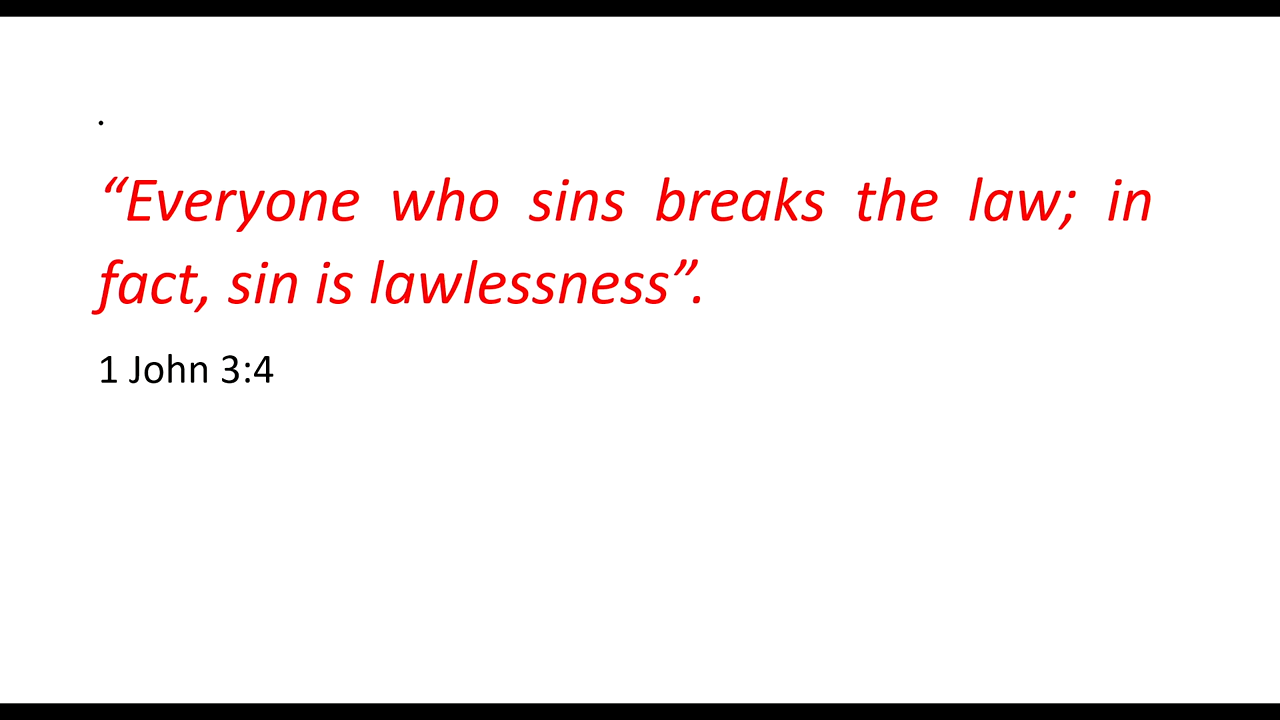 .
“Everyone who sins breaks the law; in
fact, sin is lawlessness”.
1 John 3:4